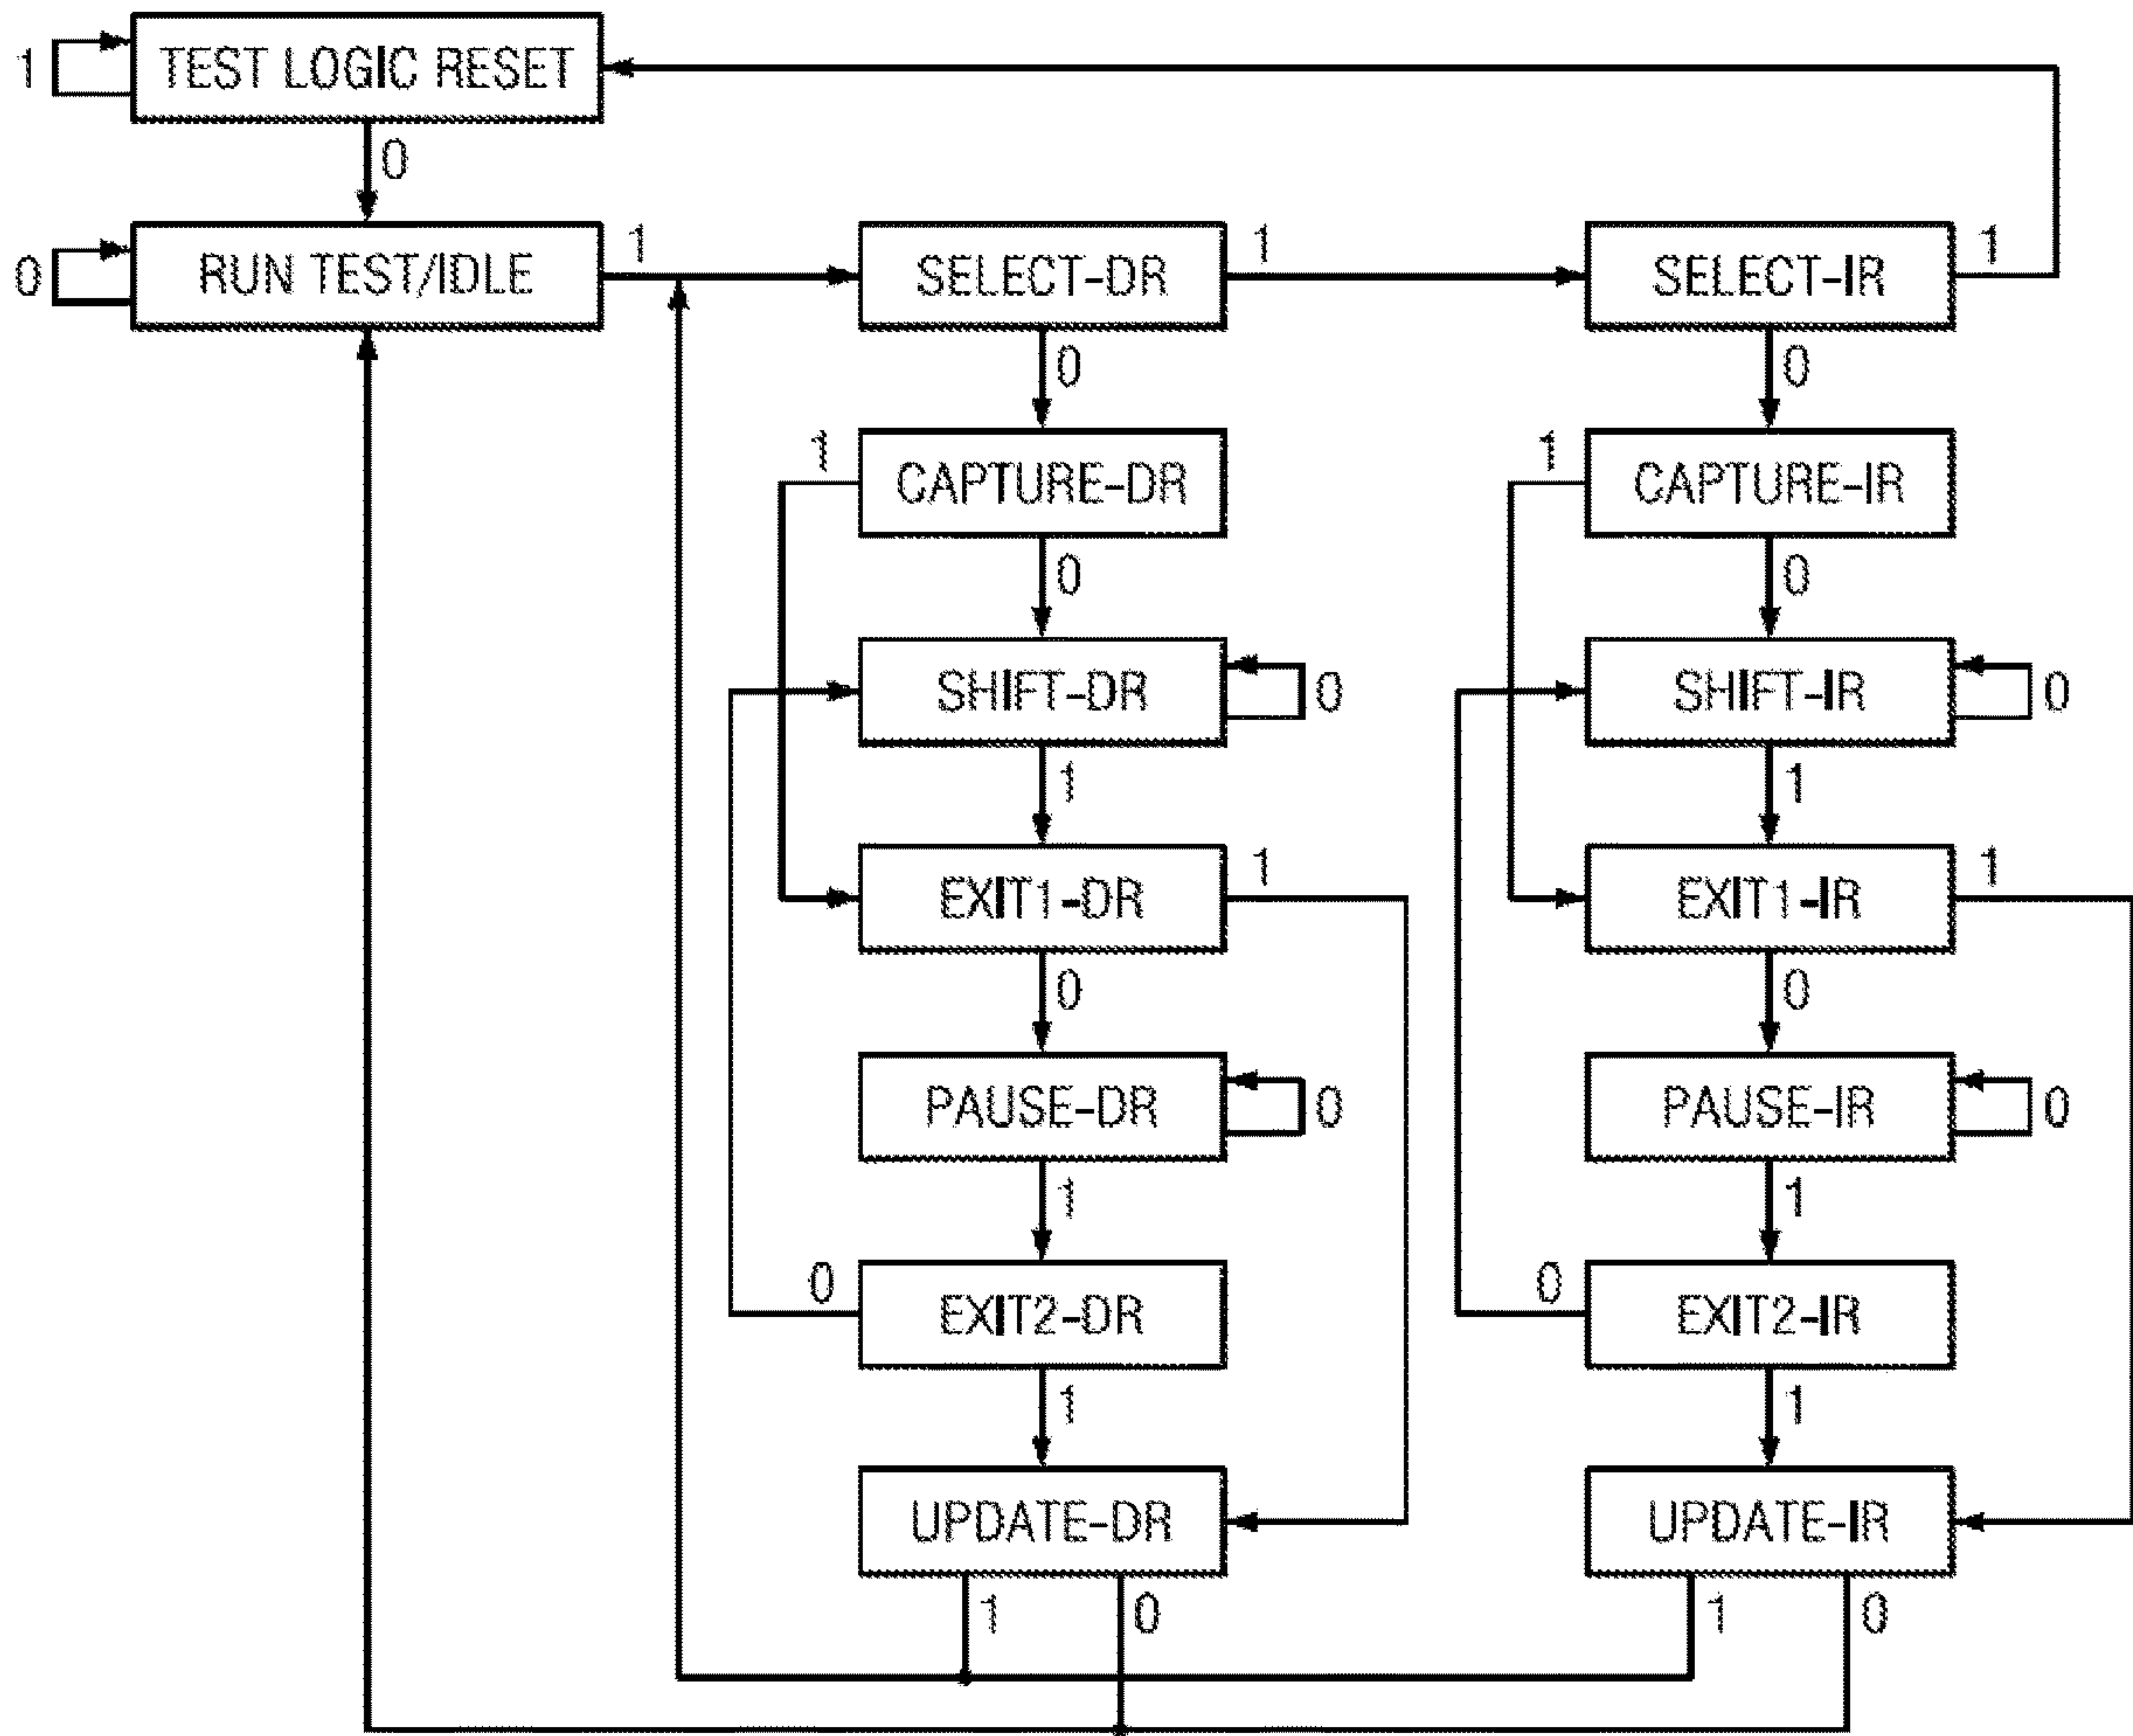 TEST LOGIC RESET
1
0
RUN TEST/IDLE
0
1
SELECT-DR
1
SELECT-IR
1
0
0
1
CAPTURE-DR
1
CAPTURE-IR
0
0
SHIFT-DR
0
SHIFT-IR
0
1
1
EXIT1-DR
1
EXIT1-IR
1
0
0
PAUSE-DR
0
PAUSE-IR
0
1
1
0
EXIT2-DR
0
EXIT2-IR
1
1
UPDATE-DR
UPDATE-IR
1
0
1
0